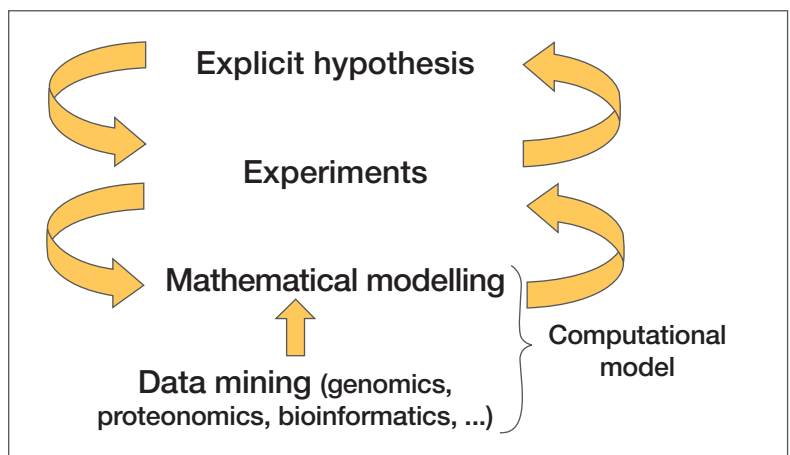 Explicit hypothesis
Experiments
Mathematical modelling
Computational
model
Data mining (genomics,
proteonomics, bioinformatics, ...)